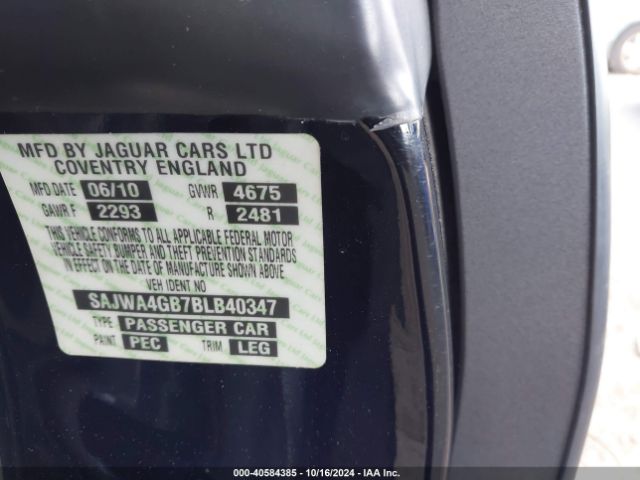 MFD BY JAGUAR CARS LTD
COVENTRY ENGLAND
MFD DATE 06/10 GVWR 4675
GAWR F 2293 R 2481
THIS VEHICLE CONFORMS TO ALL APPLICABLE FEDERAL MOTOR
VEHICLE SAFETY BUMPER AND THEFT PREVENTION STANDARDS
IN EFFECT ON THE DATE OF MANUFACTURE SHOWN ABOVE
VEH IDENT NO
SAJWA4GB7BLB40347
TYPE PASSENGER CAR
PAINT PEC TRIM LEG
000-40584385 - 10/16/2024 - IAA Inc.